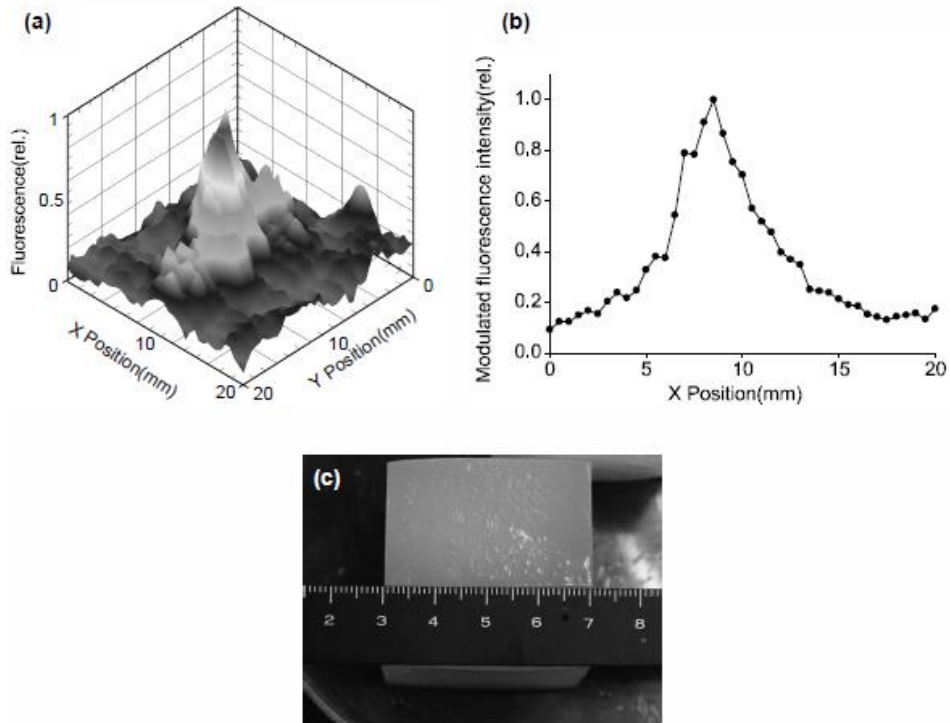 (a)
Fluorescence(rel.)
1
0.5
0
X Position(mm)
10
20
Y Position(mm)
20
10
0
(b)
Modulated fluorescence intensity(rel.)
1.0
0.8
0.6
0.4
0.2
0.0
0 5 10 15 20
X Position(mm)
(c)
2 3 4 5 6 7 8